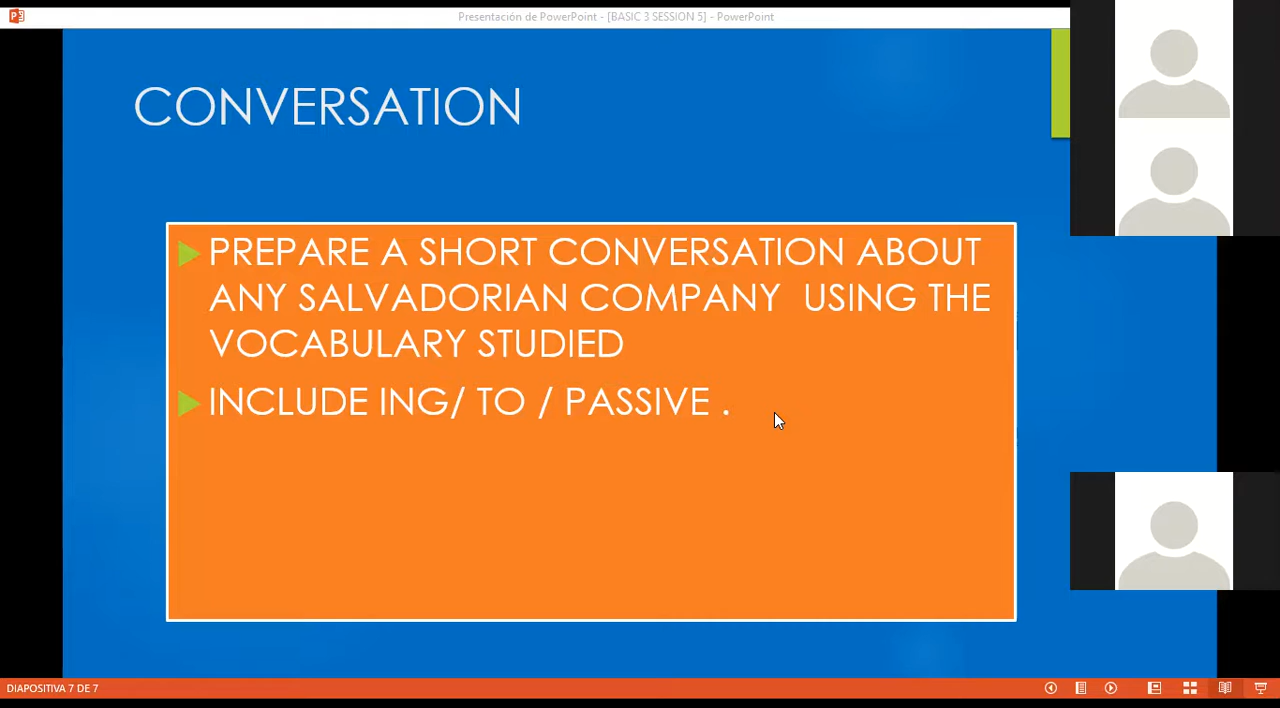 Presentación de PowerPoint - [BASIC 3 SESSION 5] - PowerPoint
CONVERSATION
PREPARE A SHORT CONVERSATION ABOUT
ANY SALVADORIAN COMPANY  USING THE
VOCABULARY STUDIED
INCLUDE ING/ TO / PASSIVE .
DIAPOSITIVA 7 DE 7